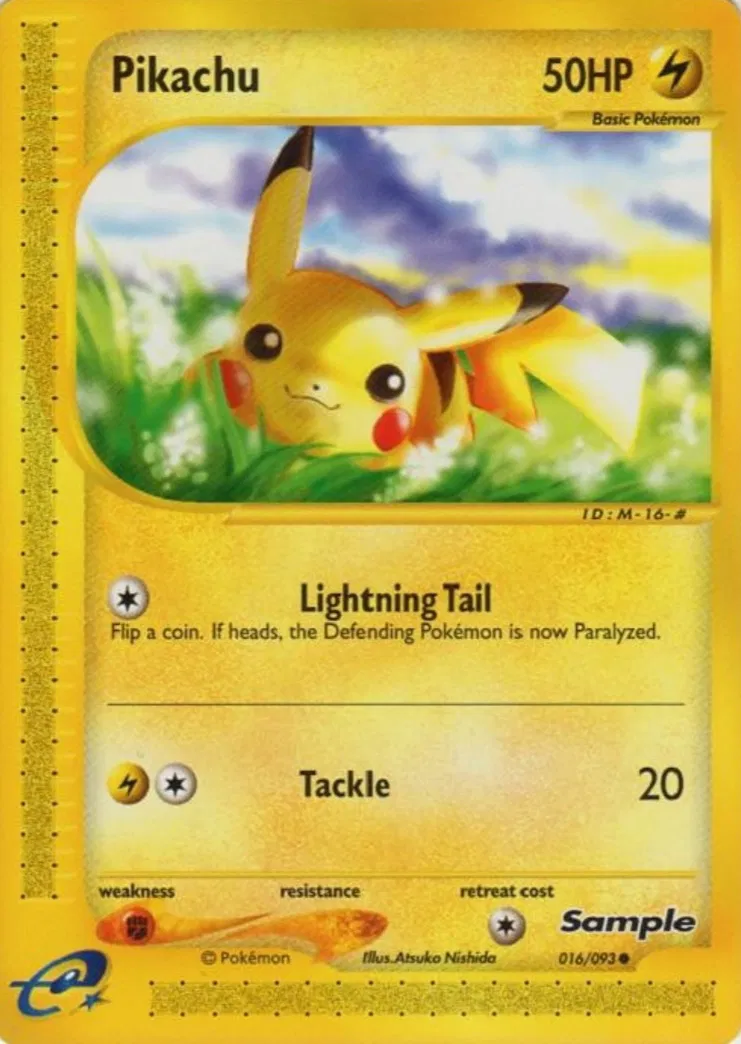 Pikachu 50HP
Basic Pokémon
ID: M-16-#
Lightning Tail
Flip a coin. If heads, the Defending Pokémon is now Paralyzed.
Tackle 20
weakness resistance retreat cost
Sample
© Pokémon Illus. Atsuko Nishida 016/093 ●